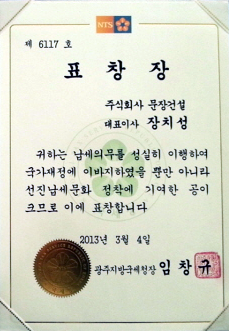 NTS
제 6117 호
표 창 장
주식회사 문장건설
대표이사 장치성
귀하는 납세의무를 성실히 이행하여
국가재정에 이바지하였을 뿐만 아니라
선진납세문화 정착에 기여한 공이
크므로 이에 표창합니다
2013년 3월 4일
광주지방국세청장 임창규